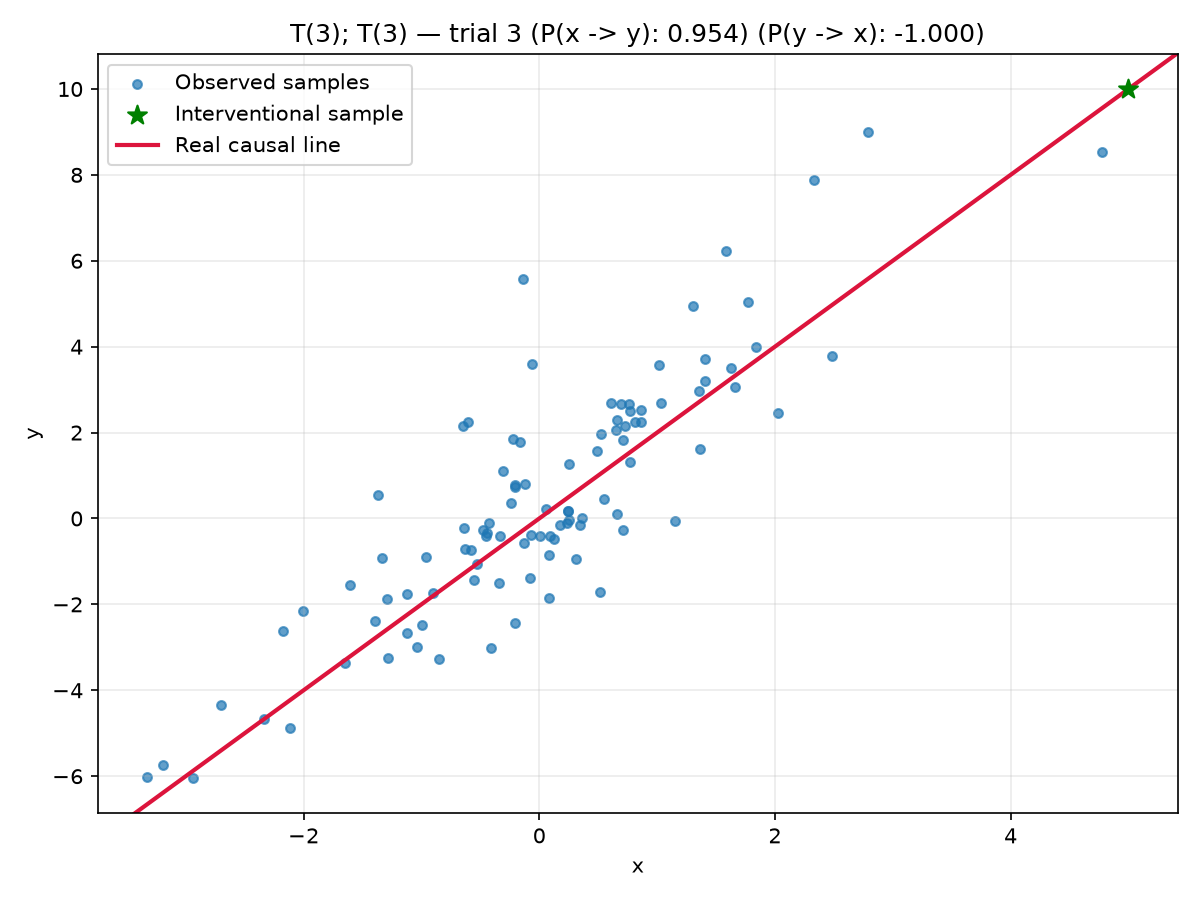 T(3); T(3) — trial 3 (P(x -> y): 0.954) (P(y -> x): -1.000)
Observed samples
Interventional sample
Real causal line
10
8
6
4
2
0
−2
−4
−6
y
−2
0
2
4
x